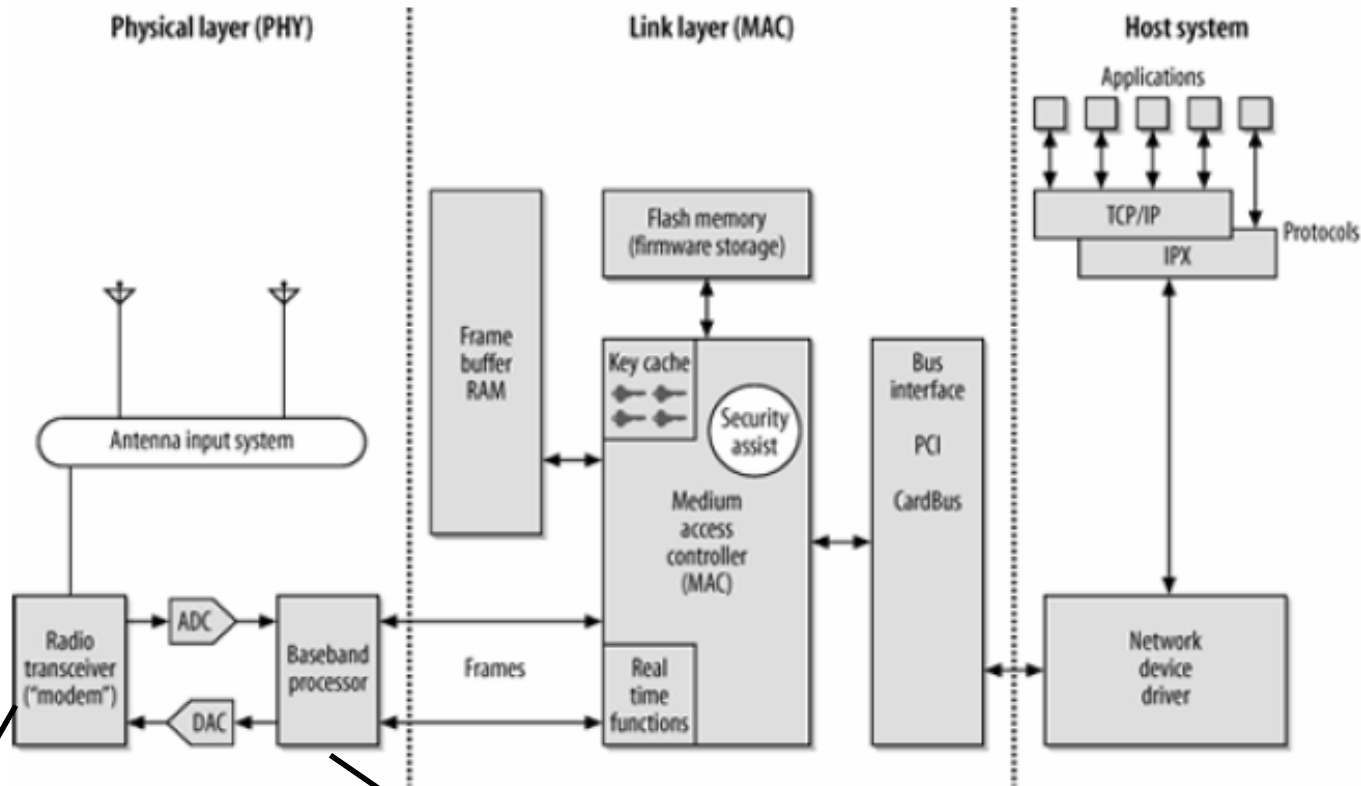 Physical layer (PHY)
Link layer (MAC)
Host system
Applications
TCP/IP
IPX
Protocols
Flash memory
(firmware storage)
Frame
buffer
RAM
Key cache
Security
assist
Medium
access
controller
(MAC)
Real
time
functions
Bus
interface
PCI
CardBus
Antenna input system
Radio
transceiver
("modem")
ADC
DAC
Baseband
processor
Frames
Network
device
driver